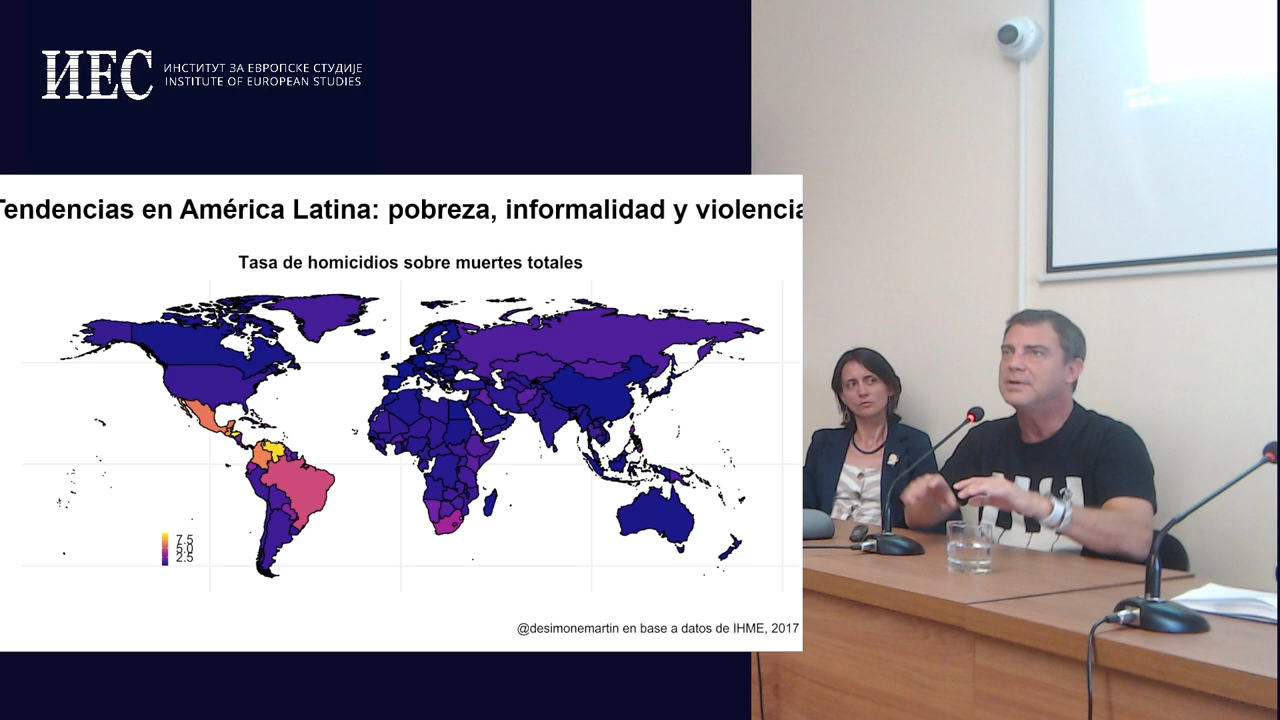 ИЕС
ИНСТИТУТ ЗА ЕВРОПСКЕ СТУДИЈЕ
INSTITUTE OF EUROPEAN STUDIES
Tendencias en América Latina: pobreza, informalidad y violencia
Tasa de homicidios sobre muertes totales
7.5
5.0
2.5
@desimonemartin en base a datos de IHME, 2017